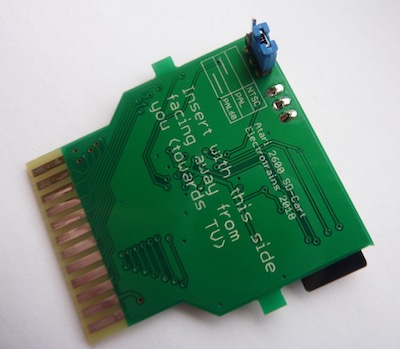 NTSC
PAL
PAL60
Atari 2600 SD-Cart
Electrotrains 2018
Insert with this side
facing away from
you (towards TV)